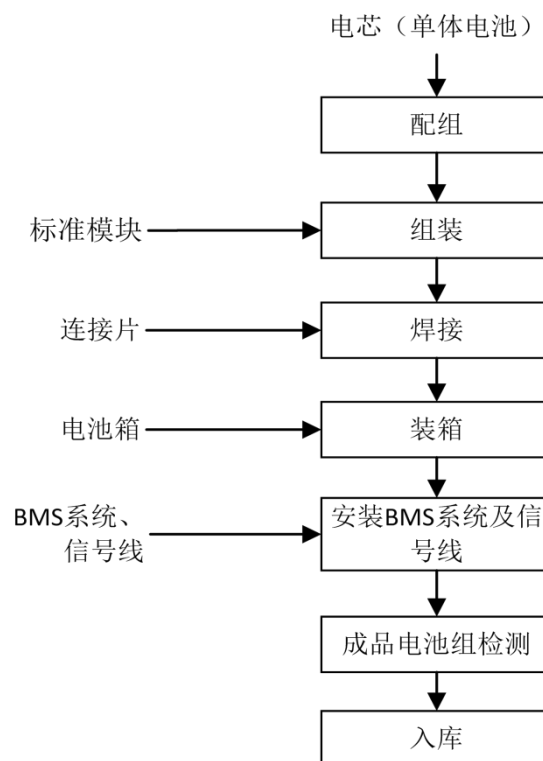 电芯（单体电池）
配组
标准模块
组装
连接片
焊接
电池箱
装箱
BMS系统、
信号线
安装BMS系统及信
号线
成品电池组检测
入库